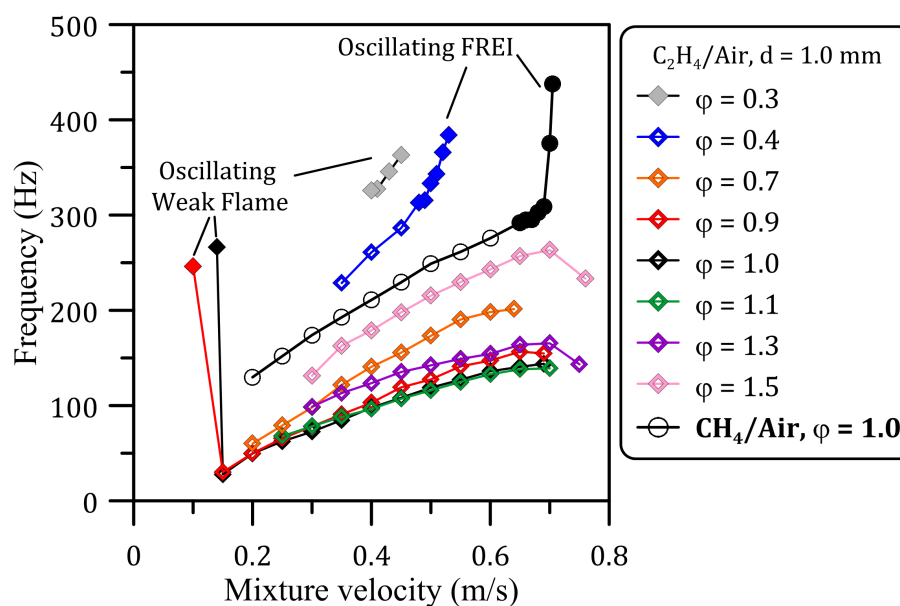 500
400
300
200
100
0
Frequency (Hz)
0
0.2
0.4
0.6
0.8
Mixture velocity (m/s)
Oscillating FREI
Oscillating
Weak Flame
C₂H₄/Air, d = 1.0 mm
φ = 0.3
φ = 0.4
φ = 0.7
φ = 0.9
φ = 1.0
φ = 1.1
φ = 1.3
φ = 1.5
CH₄/Air, φ = 1.0